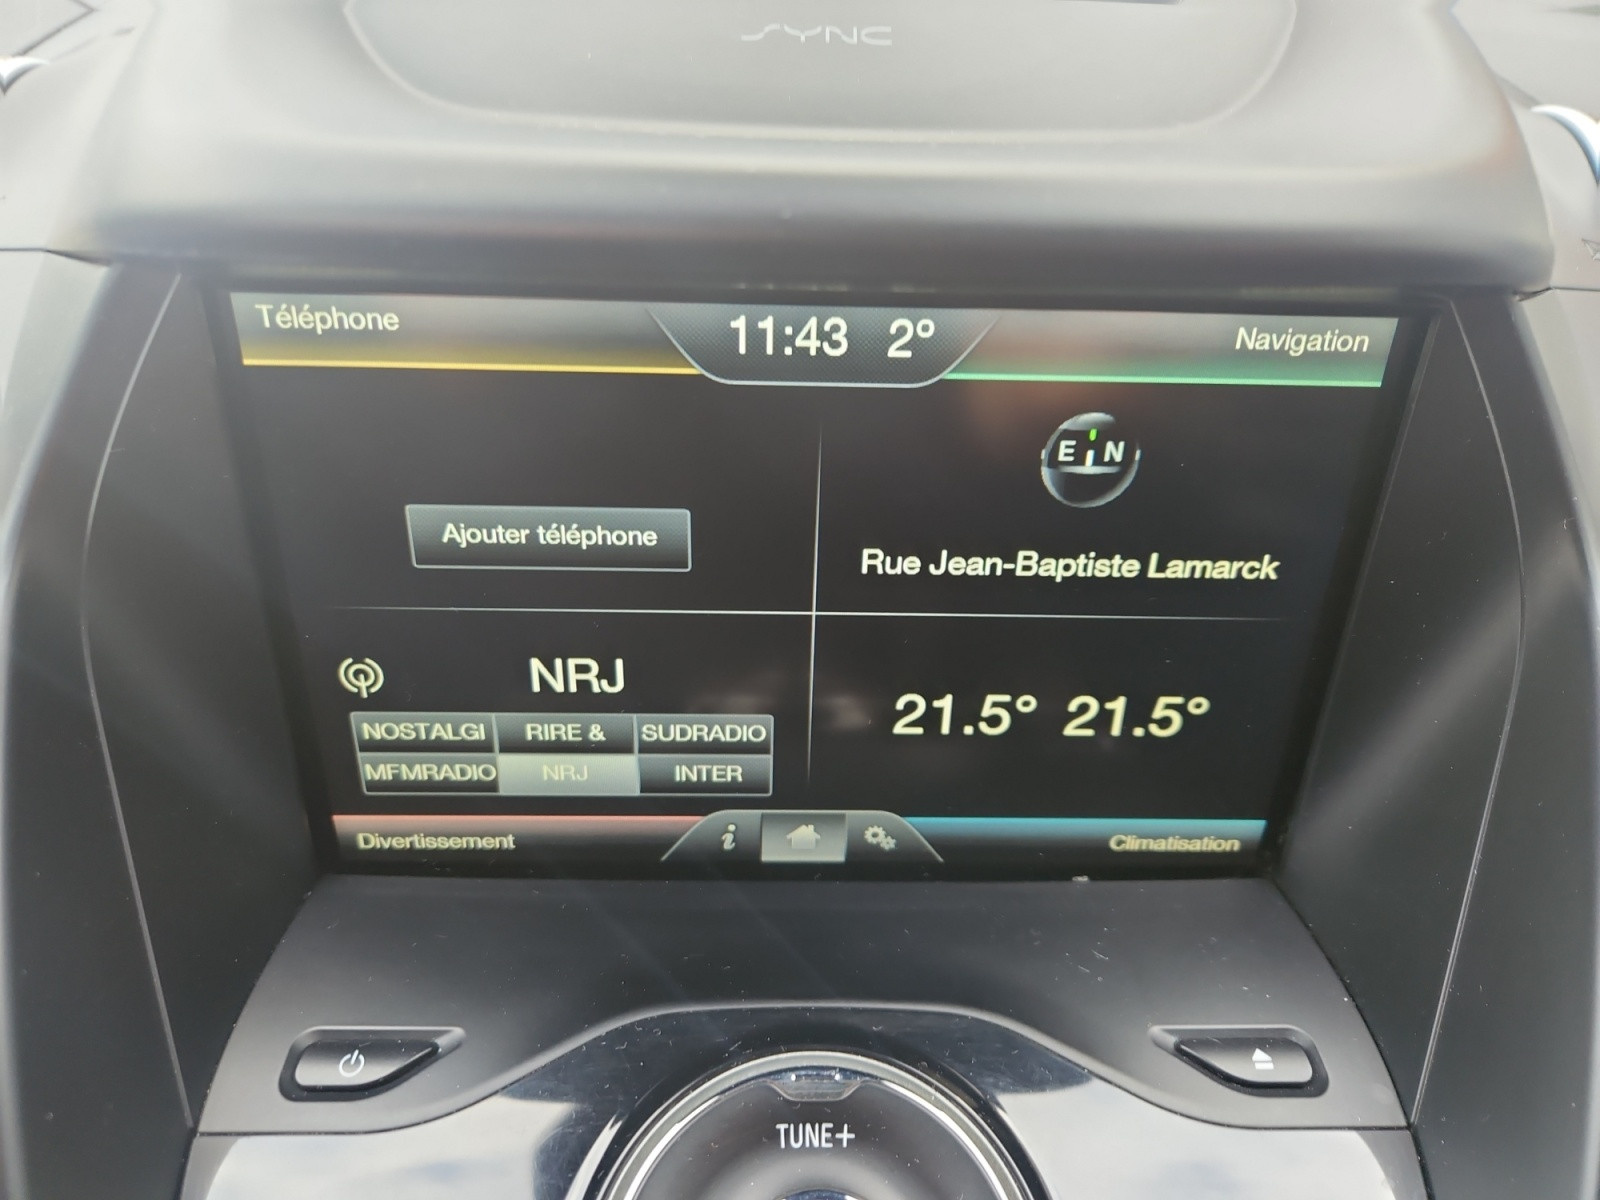 SYNC
Téléphone
11:43 2°
Navigation
E N
Ajouter téléphone
Rue Jean-Baptiste Lamarck
NRJ
NOSTALGI RIRE & SUDRADIO
MFMRADIO NRJ INTER
21.5° 21.5°
Divertissement
i
Climatisation
TUNE+